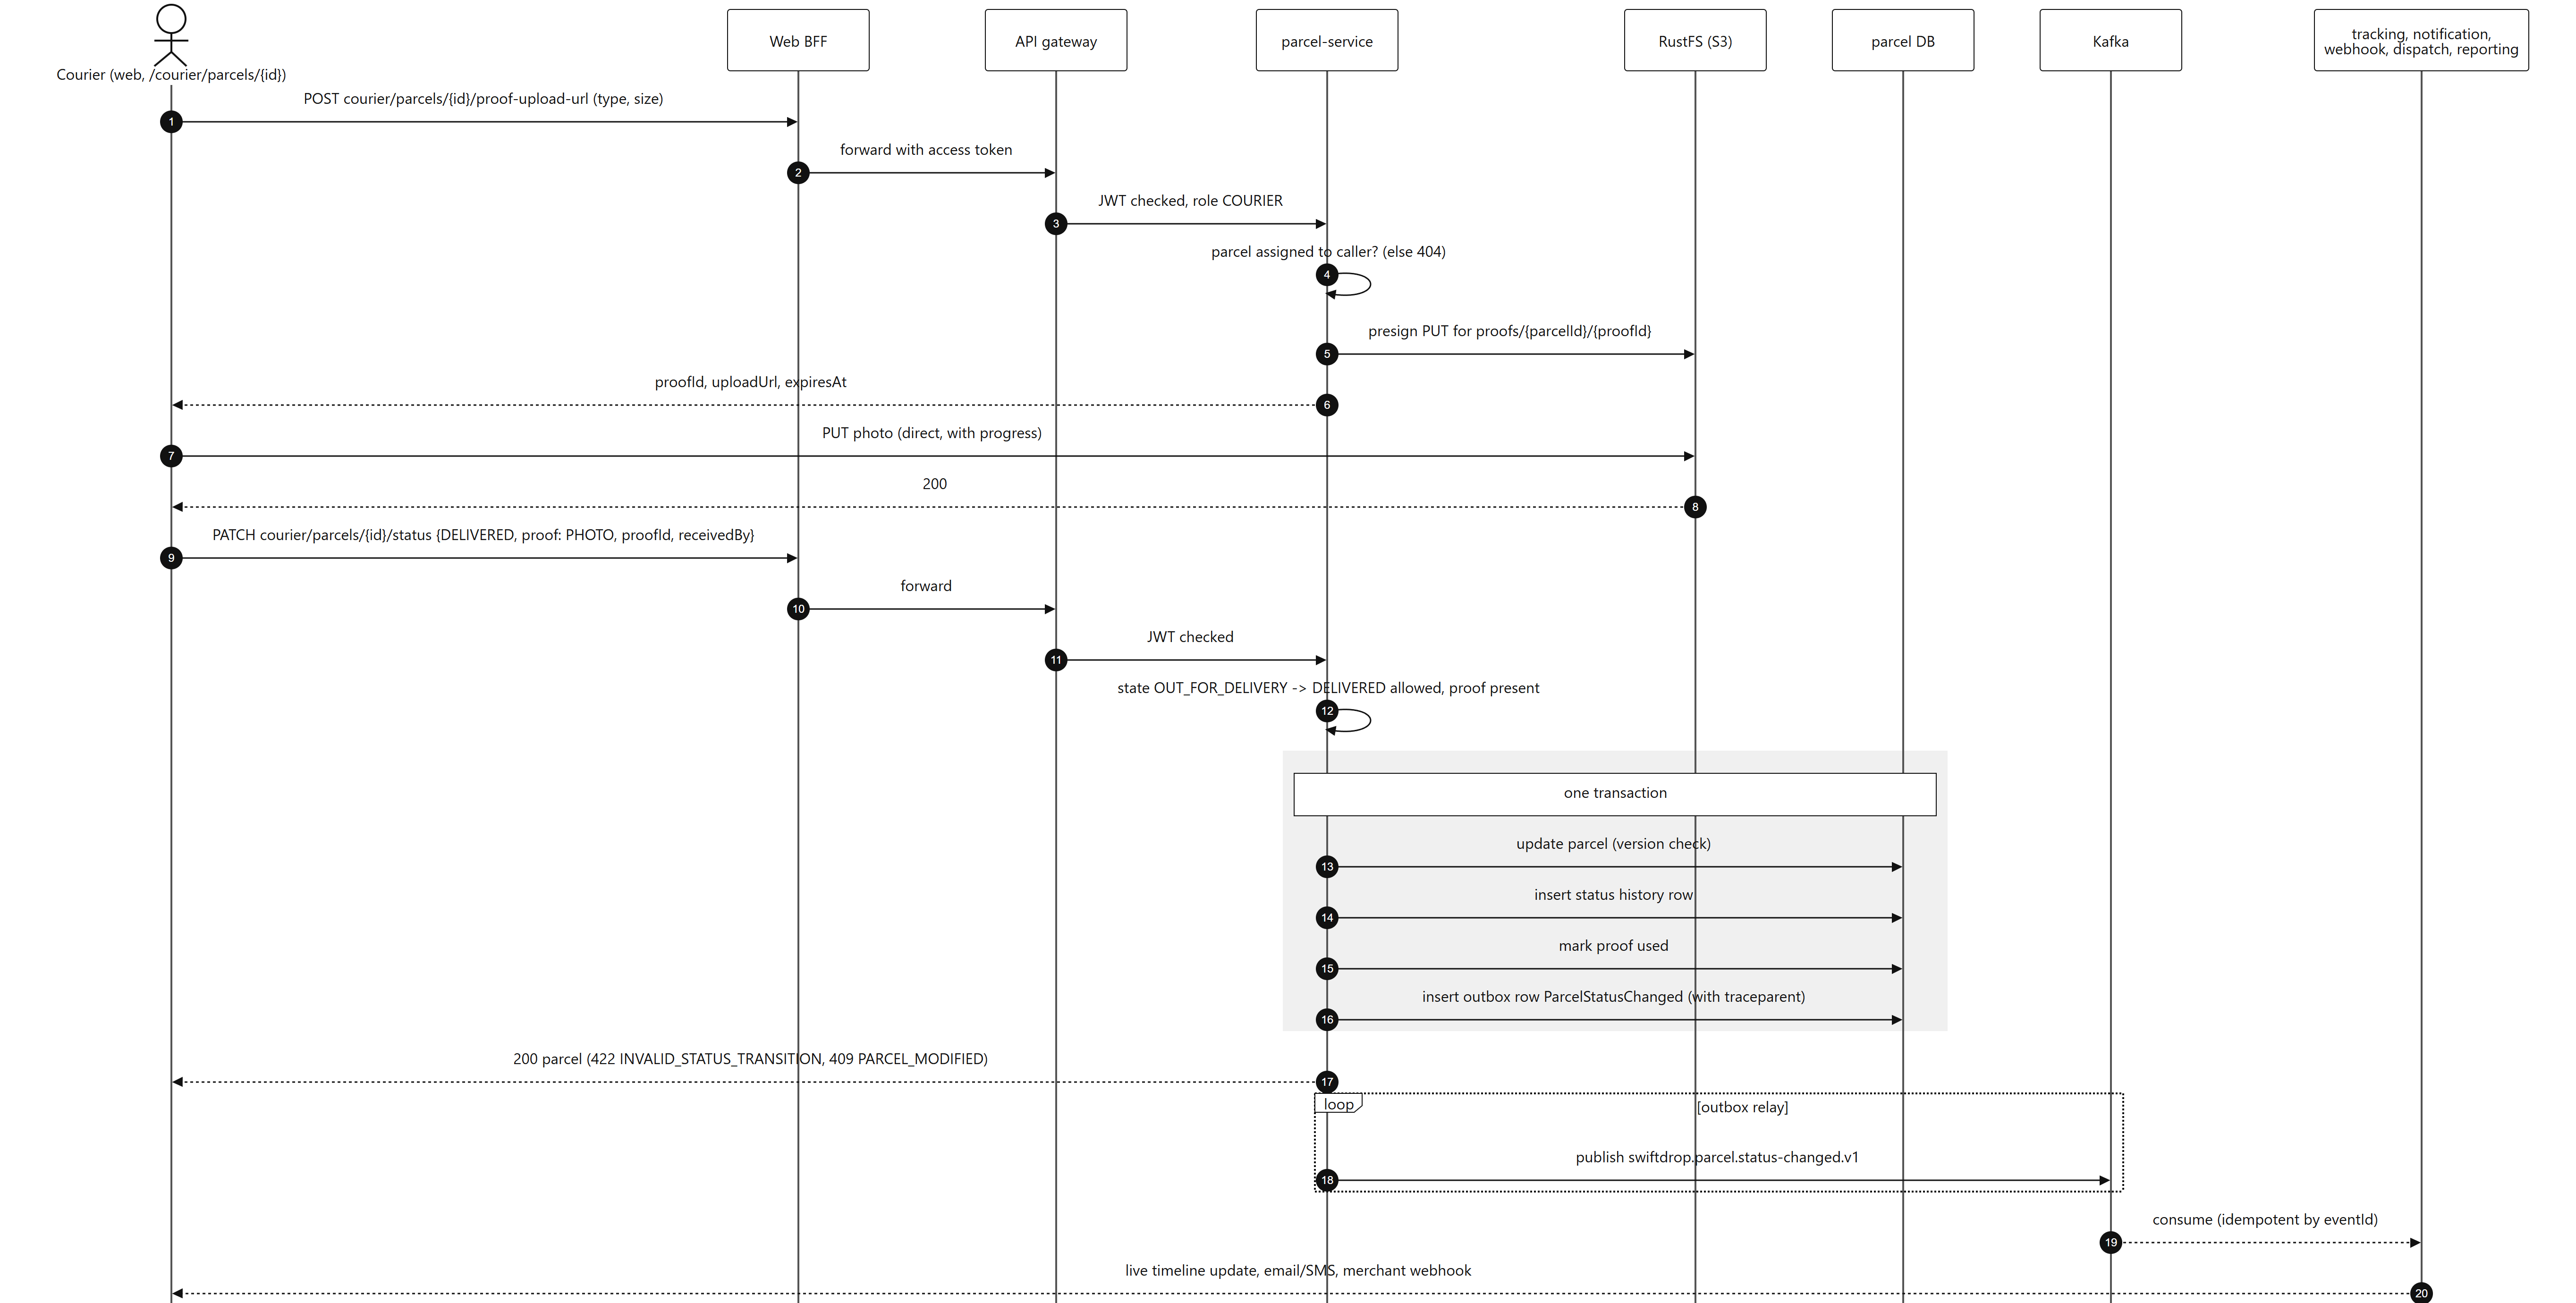 Courier (web, /courier/parcels/{id})
Web BFF
API gateway
parcel-service
RustFS (S3)
parcel DB
Kafka
tracking, notification,
webhook, dispatch, reporting
POST courier/parcels/{id}/proof-upload-url (type, size)
1
forward with access token
2
JWT checked, role COURIER
3
parcel assigned to caller? (else 404)
4
presign PUT for proofs/{parcelId}/{proofId}
5
proofId, uploadUrl, expiresAt
6
PUT photo (direct, with progress)
7
200
8
PATCH courier/parcels/{id}/status {DELIVERED, proof: PHOTO, proofId, receivedBy}
9
forward
10
JWT checked
11
state OUT_FOR_DELIVERY -> DELIVERED allowed, proof present
12
one transaction
update parcel (version check)
13
insert status history row
14
mark proof used
15
insert outbox row ParcelStatusChanged (with traceparent)
16
200 parcel (422 INVALID_STATUS_TRANSITION, 409 PARCEL_MODIFIED)
17
loop
[outbox relay]
publish swiftdrop.parcel.status-changed.v1
18
consume (idempotent by eventId)
19
live timeline update, email/SMS, merchant webhook
20